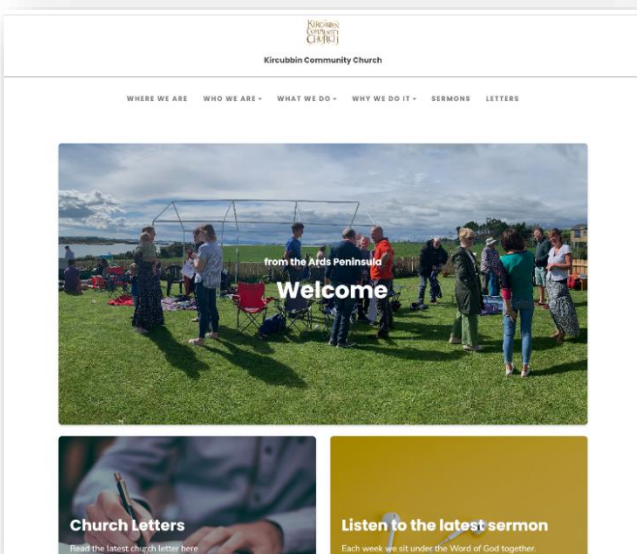 KIRCUBBIN
COMMUNITY
CHURCH
Kircubbin Community Church
WHERE WE ARE WHO WE ARE WHAT WE DO WHY WE DO IT SERMONS LETTERS
from the Ards Peninsula
Welcome
Church Letters
Read the latest church letter here
Listen to the latest sermon
Each week we sit under the Word of God together.